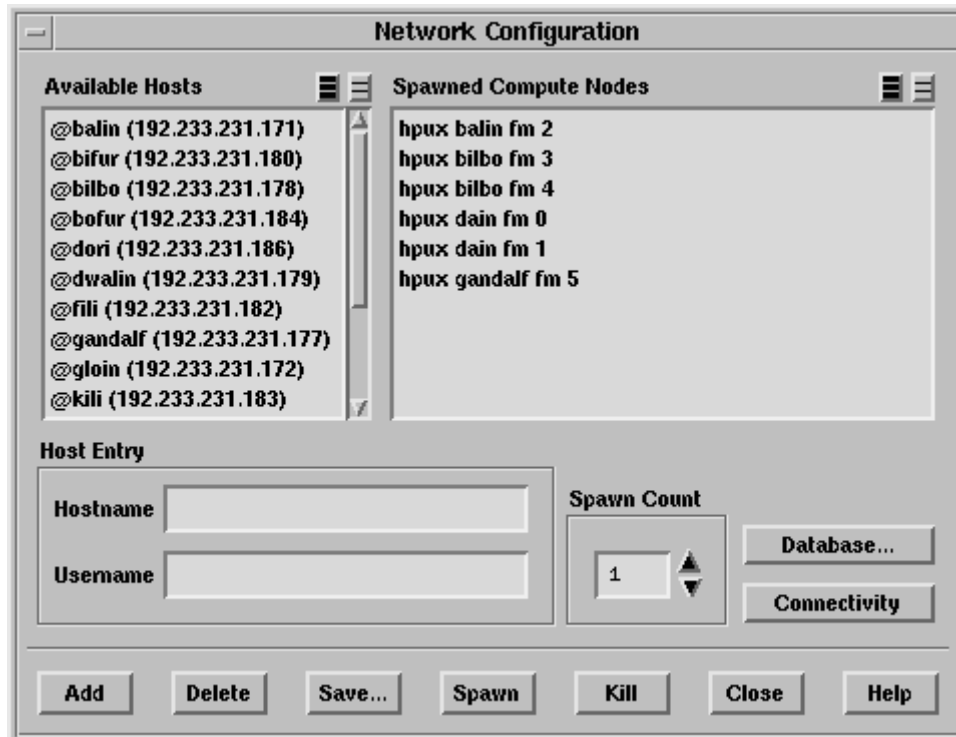 Network Configuration
Available Hosts
@balin (192.233.231.171)
@bifur (192.233.231.180)
@bilbo (192.233.231.178)
@bofur (192.233.231.184)
@dori (192.233.231.186)
@dwalin (192.233.231.179)
@fili (192.233.231.182)
@gandalf (192.233.231.177)
@gloin (192.233.231.172)
@kili (192.233.231.183)
Spawned Compute Nodes
hpux balin fm 2
hpux bilbo fm 3
hpux bilbo fm 4
hpux dain fm 0
hpux dain fm 1
hpux gandalf fm 5
Host Entry
Hostname
Username
Spawn Count
1
Database...
Connectivity
Add Delete Save... Spawn Kill Close Help